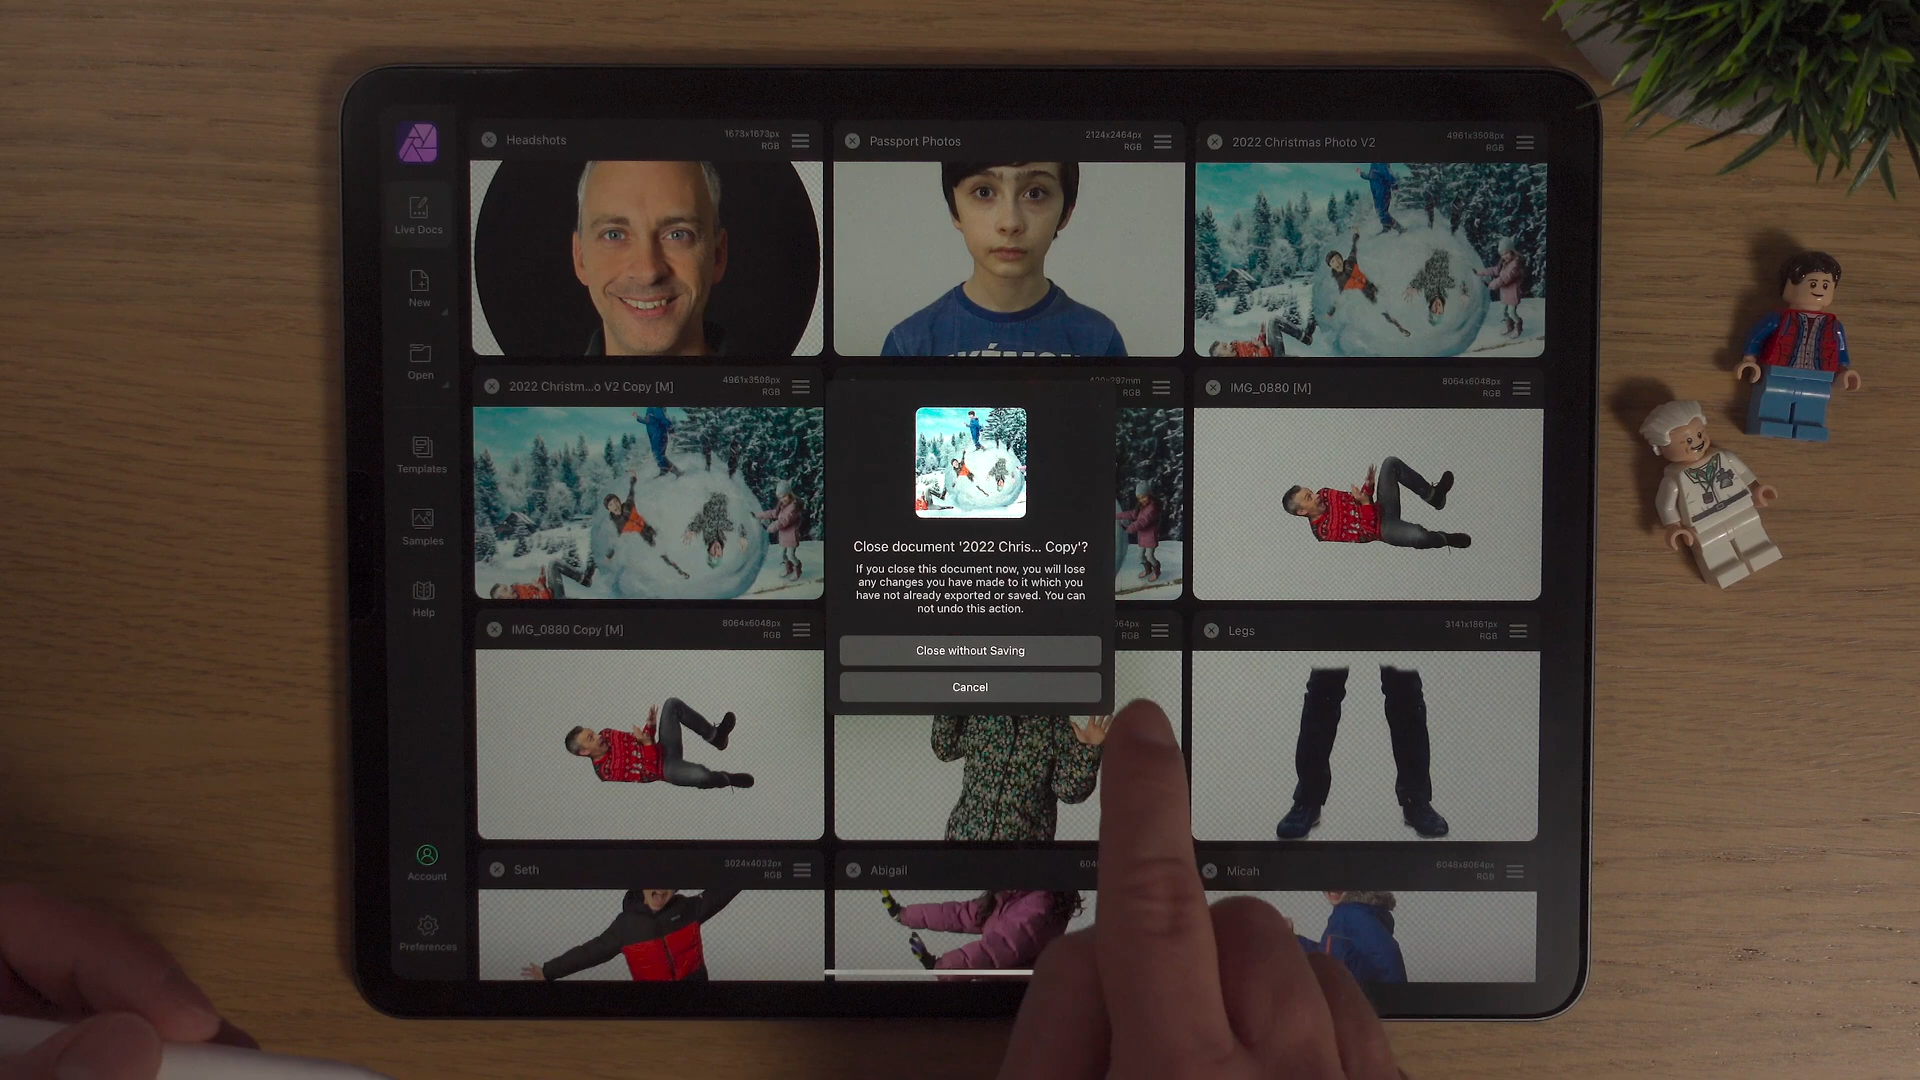 Headshots
1673x1673px
RGB
Passport Photos
2124x2464px
RGB
2022 Christmas Photo V2
4961x3508px
RGB
Live Docs
New
Open
Templates
Samples
Help
Account
Preferences
2022 Christm...o V2 Copy [M]
4961x3508px
RGB
420x297mm
RGB
IMG_0880 [M]
8064x6048px
RGB
Close document '2022 Chris... Copy'?
If you close this document now, you will lose
any changes you have made to it which you
have not already exported or saved. You can
not undo this action.
Close without Saving
Cancel
IMG_0880 Copy [M]
8064x6048px
RGB
064px
RGB
Legs
3141x1861px
RGB
Seth
3024x4032px
RGB
Abigail
604
Micah
6048x8064px
RGB